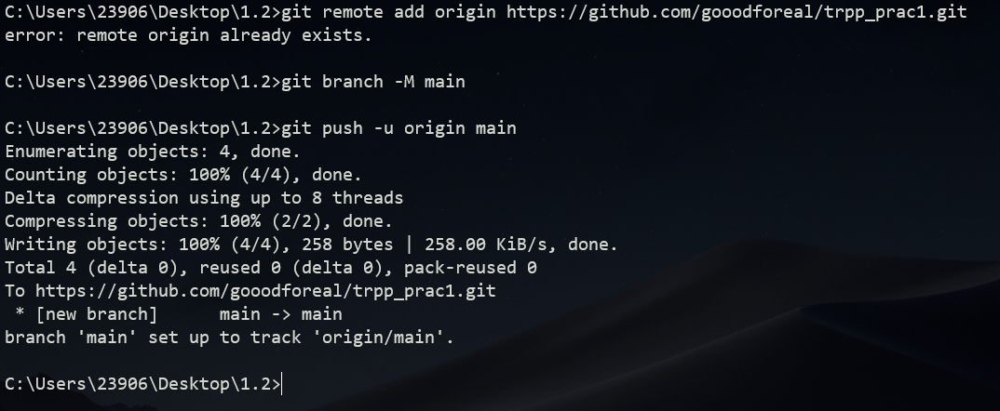 C:\Users\23906\Desktop\1.2>git remote add origin https://github.com/gooodforeal/trpp_prac1.git
error: remote origin already exists.
C:\Users\23906\Desktop\1.2>git branch -M main
C:\Users\23906\Desktop\1.2>git push -u origin main
Enumerating objects: 4, done.
Counting objects: 100% (4/4), done.
Delta compression using up to 8 threads
Compressing objects: 100% (2/2), done.
Writing objects: 100% (4/4), 258 bytes | 258.00 KiB/s, done.
Total 4 (delta 0), reused 0 (delta 0), pack-reused 0
To https://github.com/gooodforeal/trpp_prac1.git
 * [new branch]      main -> main
branch 'main' set up to track 'origin/main'.
C:\Users\23906\Desktop\1.2>